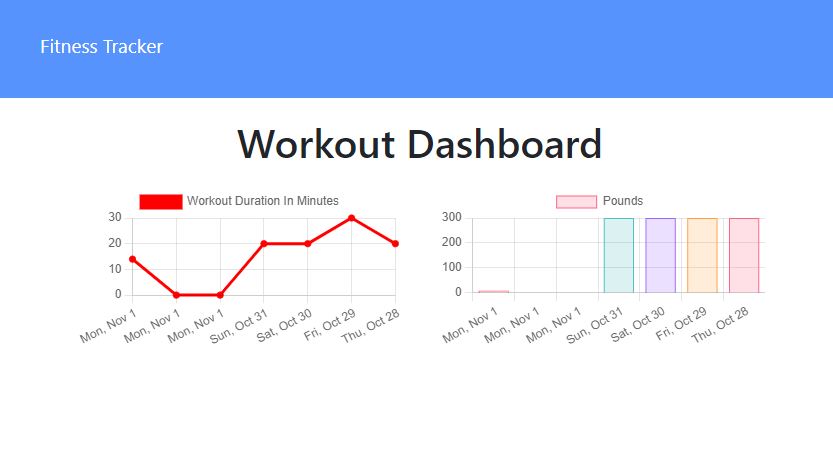 Fitness Tracker
Workout Dashboard
Workout Duration In Minutes
30
20
10
0
Mon, Nov 1
Mon, Nov 1
Mon, Nov 1
Sun, Oct 31
Sat, Oct 30
Fri, Oct 29
Thu, Oct 28
Pounds
300
200
100
0
Mon, Nov 1
Mon, Nov 1
Mon, Nov 1
Sun, Oct 31
Sat, Oct 30
Fri, Oct 29
Thu, Oct 28